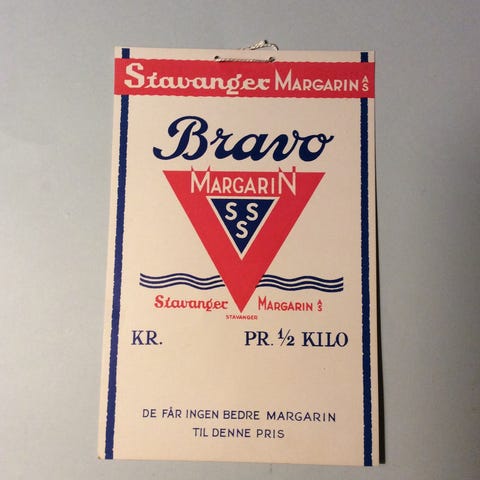 Stavanger MARGARIN A/S
Bravo
MARGARIN
S S S
S
Stavanger MARGARIN A/S
STAVANGER
KR. PR. ½ KILO
DE FÅR INGEN BEDRE MARGARIN
TIL DENNE PRIS